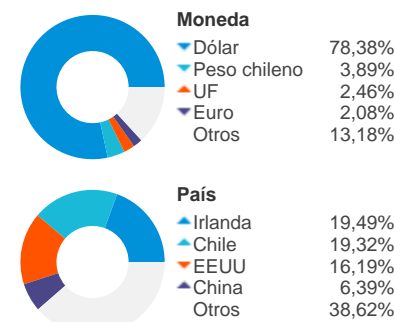 Moneda
Dólar 78,38%
Peso chileno 3,89%
UF 2,46%
Euro 2,08%
Otros 13,18%
País
Irlanda 19,49%
Chile 19,32%
EEUU 16,19%
China 6,39%
Otros 38,62%